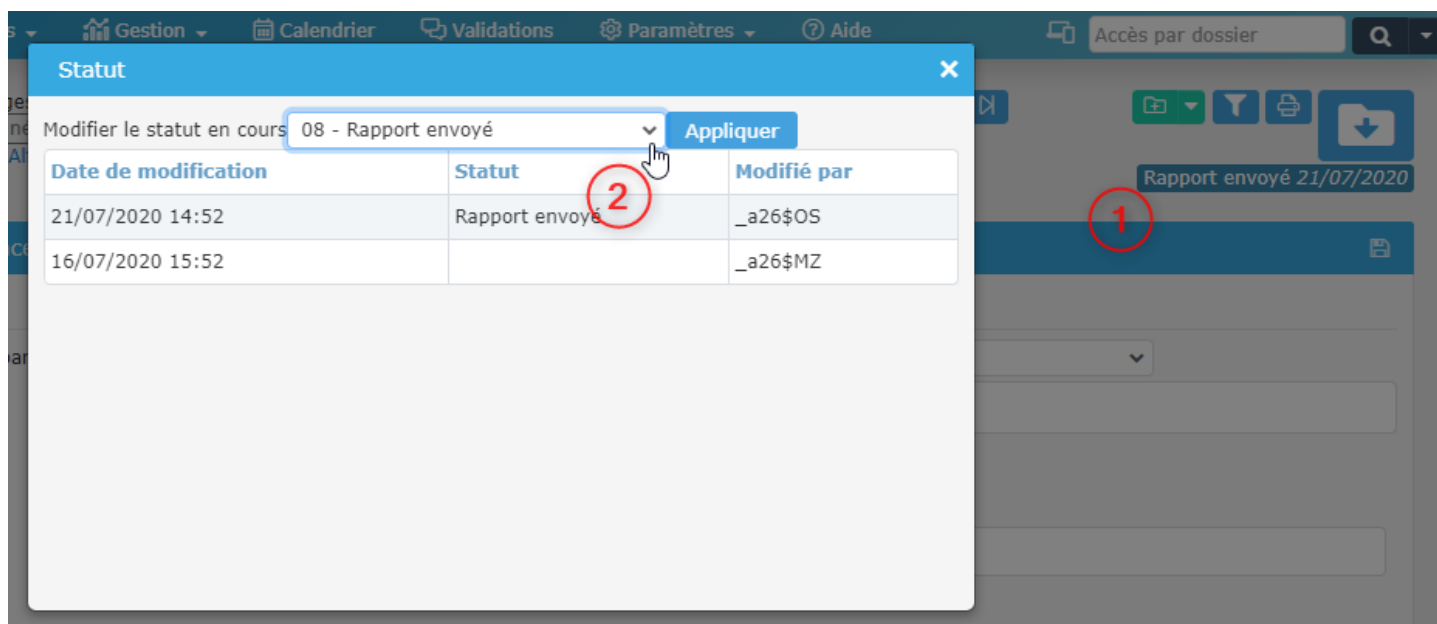 s Gestion Calendrier Validations Paramètres Aide Accès par dossier
Statut
Modifier le statut en cours 08 - Rapport envoyé Appliquer
Date de modification Statut Modifié par
Rapport envoyé 21/07/2020
21/07/2020 14:52 Rapport envoyé _a26$OS
2
1
16/07/2020 15:52 _a26$MZ